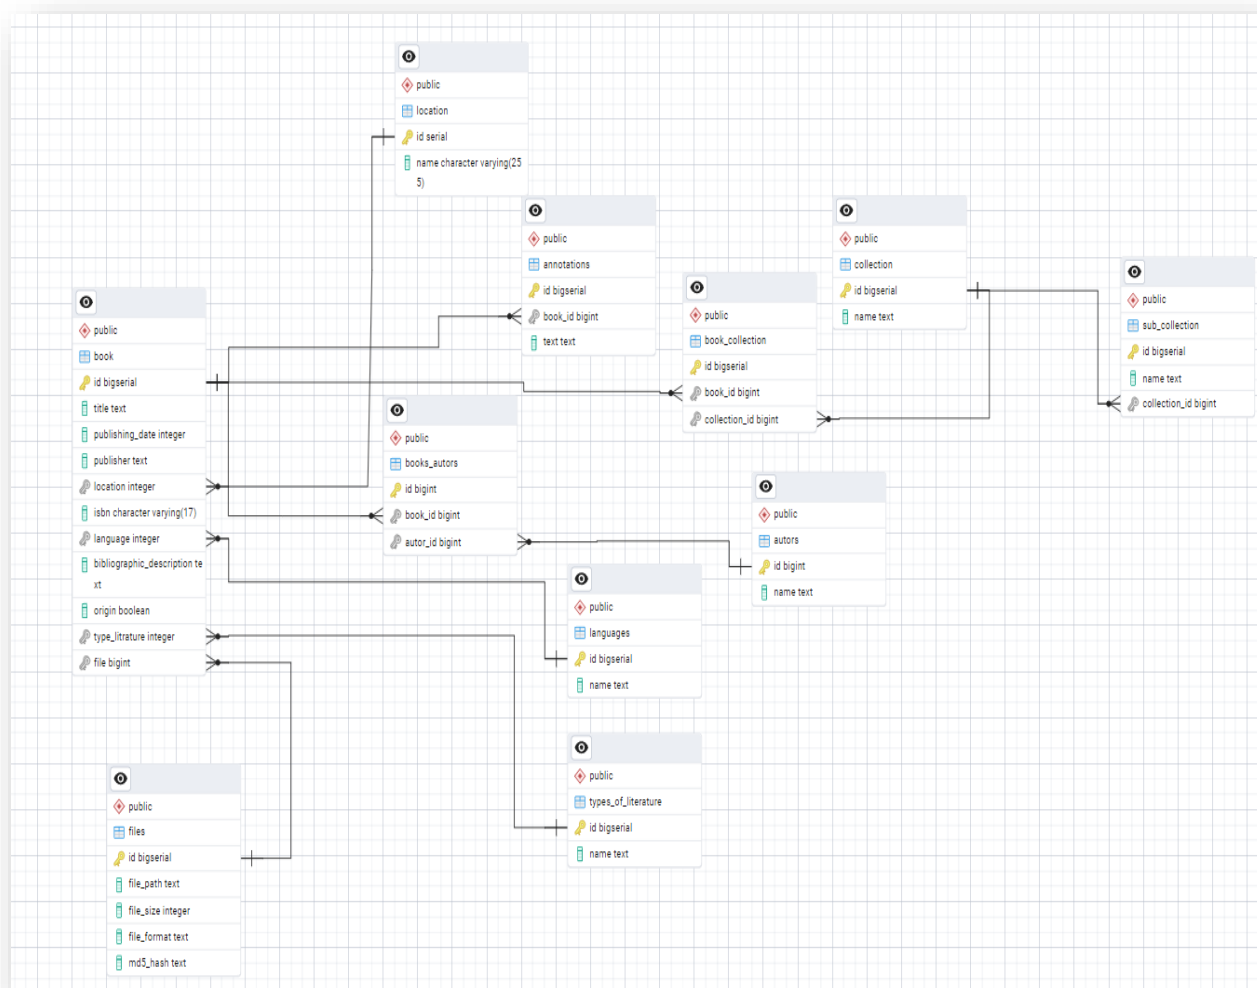 public
location
id serial
name character varying(25
5)
public
annotations
id bigserial
book_id bigint
text text
public
collection
id bigserial
name text
public
sub_collection
id bigserial
name text
collection_id bigint
public
book_collection
id bigserial
book_id bigint
collection_id bigint
public
book
id bigserial
title text
publishing_date integer
publisher text
location integer
isbn character varying(17)
language integer
bibliographic_description te
xt
origin boolean
type_litrature integer
file bigint
public
books_autors
id bigint
book_id bigint
autor_id bigint
public
autors
id bigint
name text
public
languages
id bigserial
name text
public
types_of_literature
id bigserial
name text
public
files
id bigserial
file_path text
file_size integer
file_format text
md5_hash text